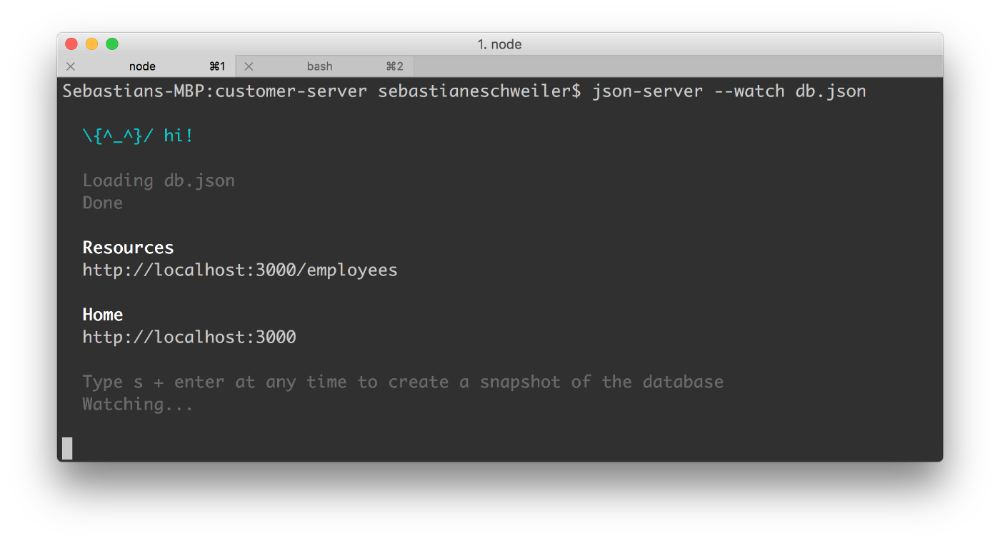 1. node
node ⌘1 bash ⌘2
Sebastians-MBP:customer-server sebastianeschweiler$ json-server --watch db.json
\{^_^}/ hi!
Loading db.json
Done
Resources
http://localhost:3000/employees
Home
http://localhost:3000
Type s + enter at any time to create a snapshot of the database
Watching...